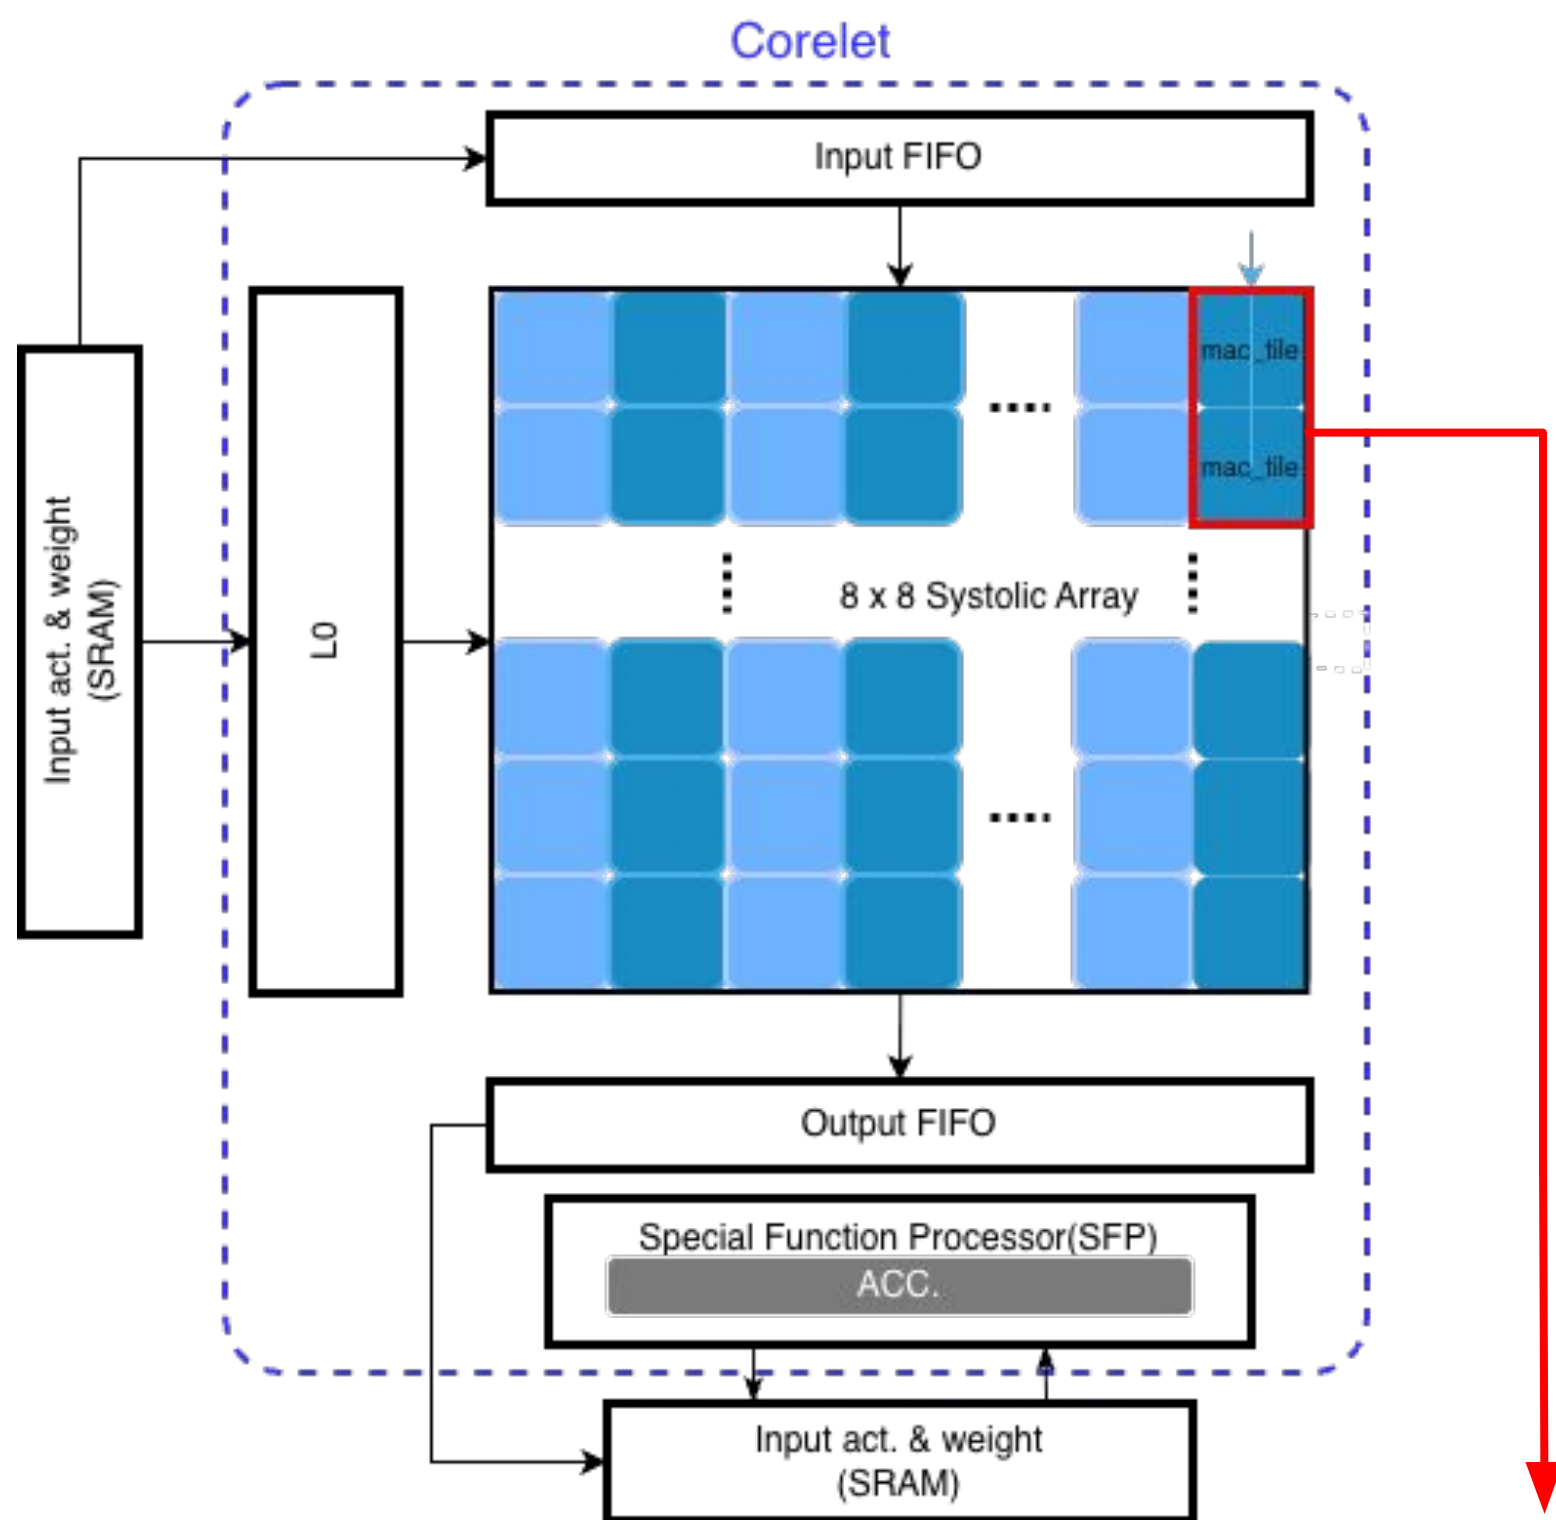 Corelet
Input FIFO
mac_tile
mac_tile
Input act. & weight
(SRAM)
L0
8 x 8 Systolic Array
Output FIFO
Special Function Processor(SFP)
ACC.
Input act. & weight
(SRAM)